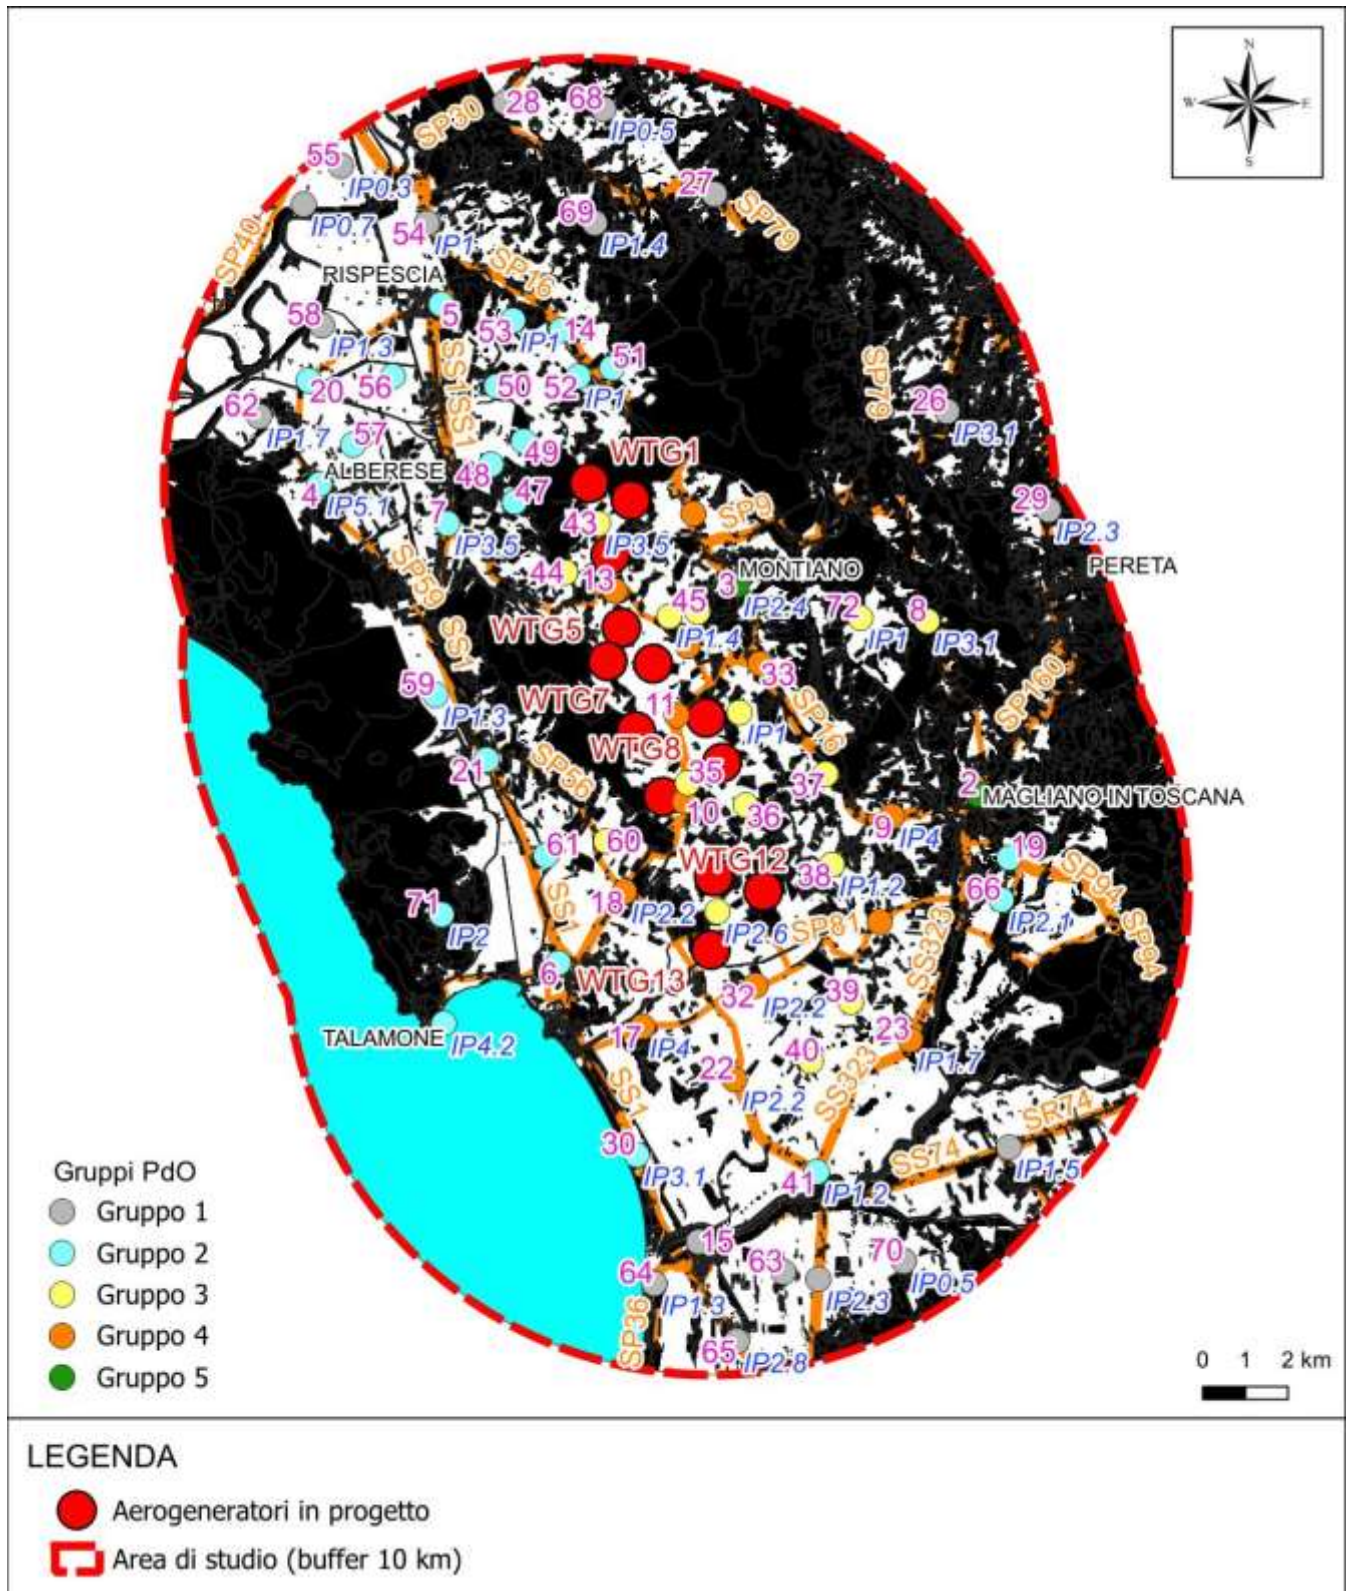 N
W E
S
28
68
SP30
IP0.5
55
IP0.3
27
IP0.7
SP79
54
IP1
69
IP1.4
SP40
RISPESCIA
SP16
58
5
53
IP1
14
IP1.3
51
SP79
20
56
50
52
IP1
SS1
SS1
26
62
IP1.7
IP3.1
57
49
WTG1
ALBERESE
48
4
IP5.1
47
29
7
43
SP9
IP3.5
IP3.5
IP2.3
SP59
44
13
3
MONTIANO
PERETA
IP2.4
45
72
8
WTG5
IP1.4
IP1
IP3.1
SS1
33
59
WTG7
SP160
IP1.3
11
SP16
IP1
21
WTG8
SP56
35
37
2
MAGLIANO IN TOSCANA
10
36
9
IP4
61
60
WTG12
19
38
IP1.2
SP94
66
71
18
IP2.2
IP2.1
SS1
IP2
IP2.6
SP81
SS323
SP94
6
WTG13
32
IP2.2
39
TALAMONE
IP4.2
17
IP4
23
40
IP1.7
22
SS323
IP2.2
SS1
SR74
30
SS74
IP1.5
IP3.1
41
IP1.2
15
64
63
70
IP1.3
IP2.3
IP0.5
SP36
65
IP2.8
0 1 2 km
Gruppi PdO
Gruppo 1
Gruppo 2
Gruppo 3
Gruppo 4
Gruppo 5
LEGENDA
Aerogeneratori in progetto
Area di studio (buffer 10 km)